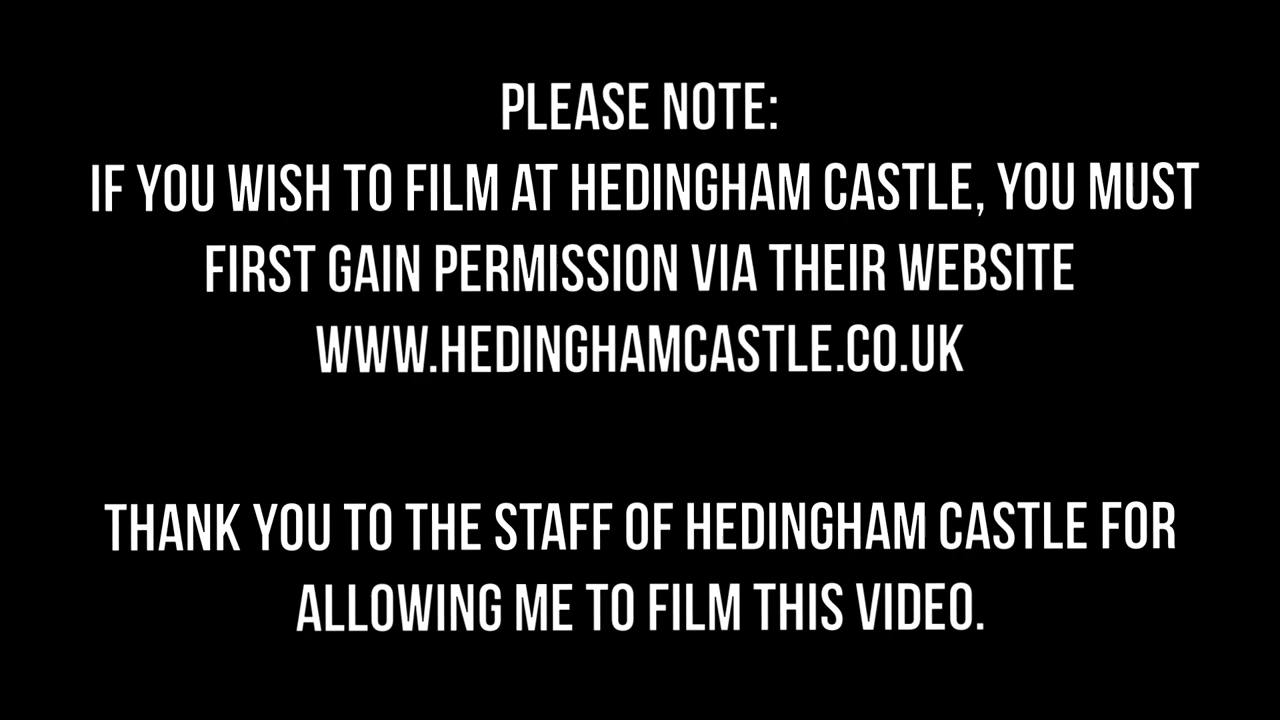 PLEASE NOTE:
IF YOU WISH TO FILM AT HEDINGHAM CASTLE, YOU MUST
FIRST GAIN PERMISSION VIA THEIR WEBSITE
WWW.HEDINGHAMCASTLE.CO.UK
THANK YOU TO THE STAFF OF HEDINGHAM CASTLE FOR
ALLOWING ME TO FILM THIS VIDEO.